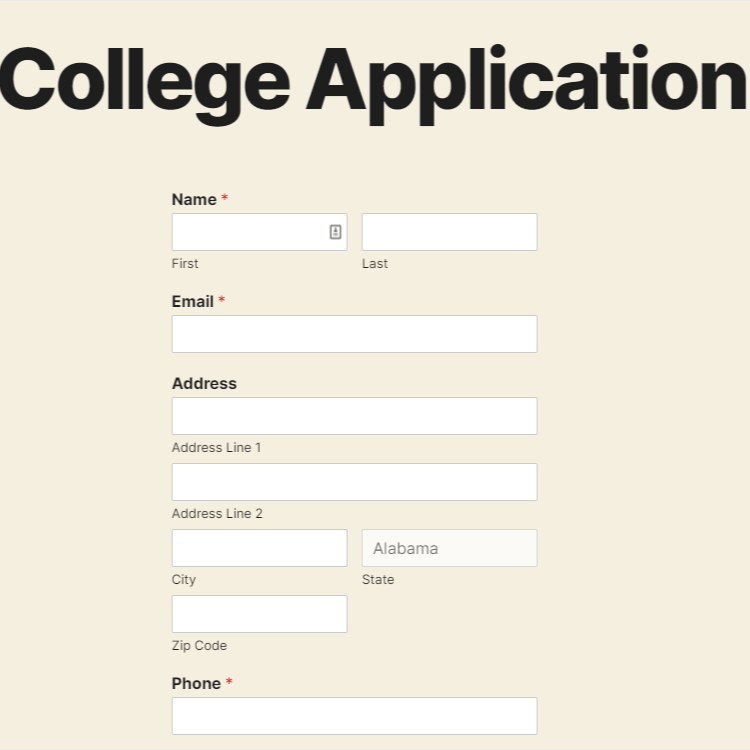 College Application
Name *
First Last
Email *
Address
Address Line 1
Address Line 2
Alabama
City State
Zip Code
Phone *